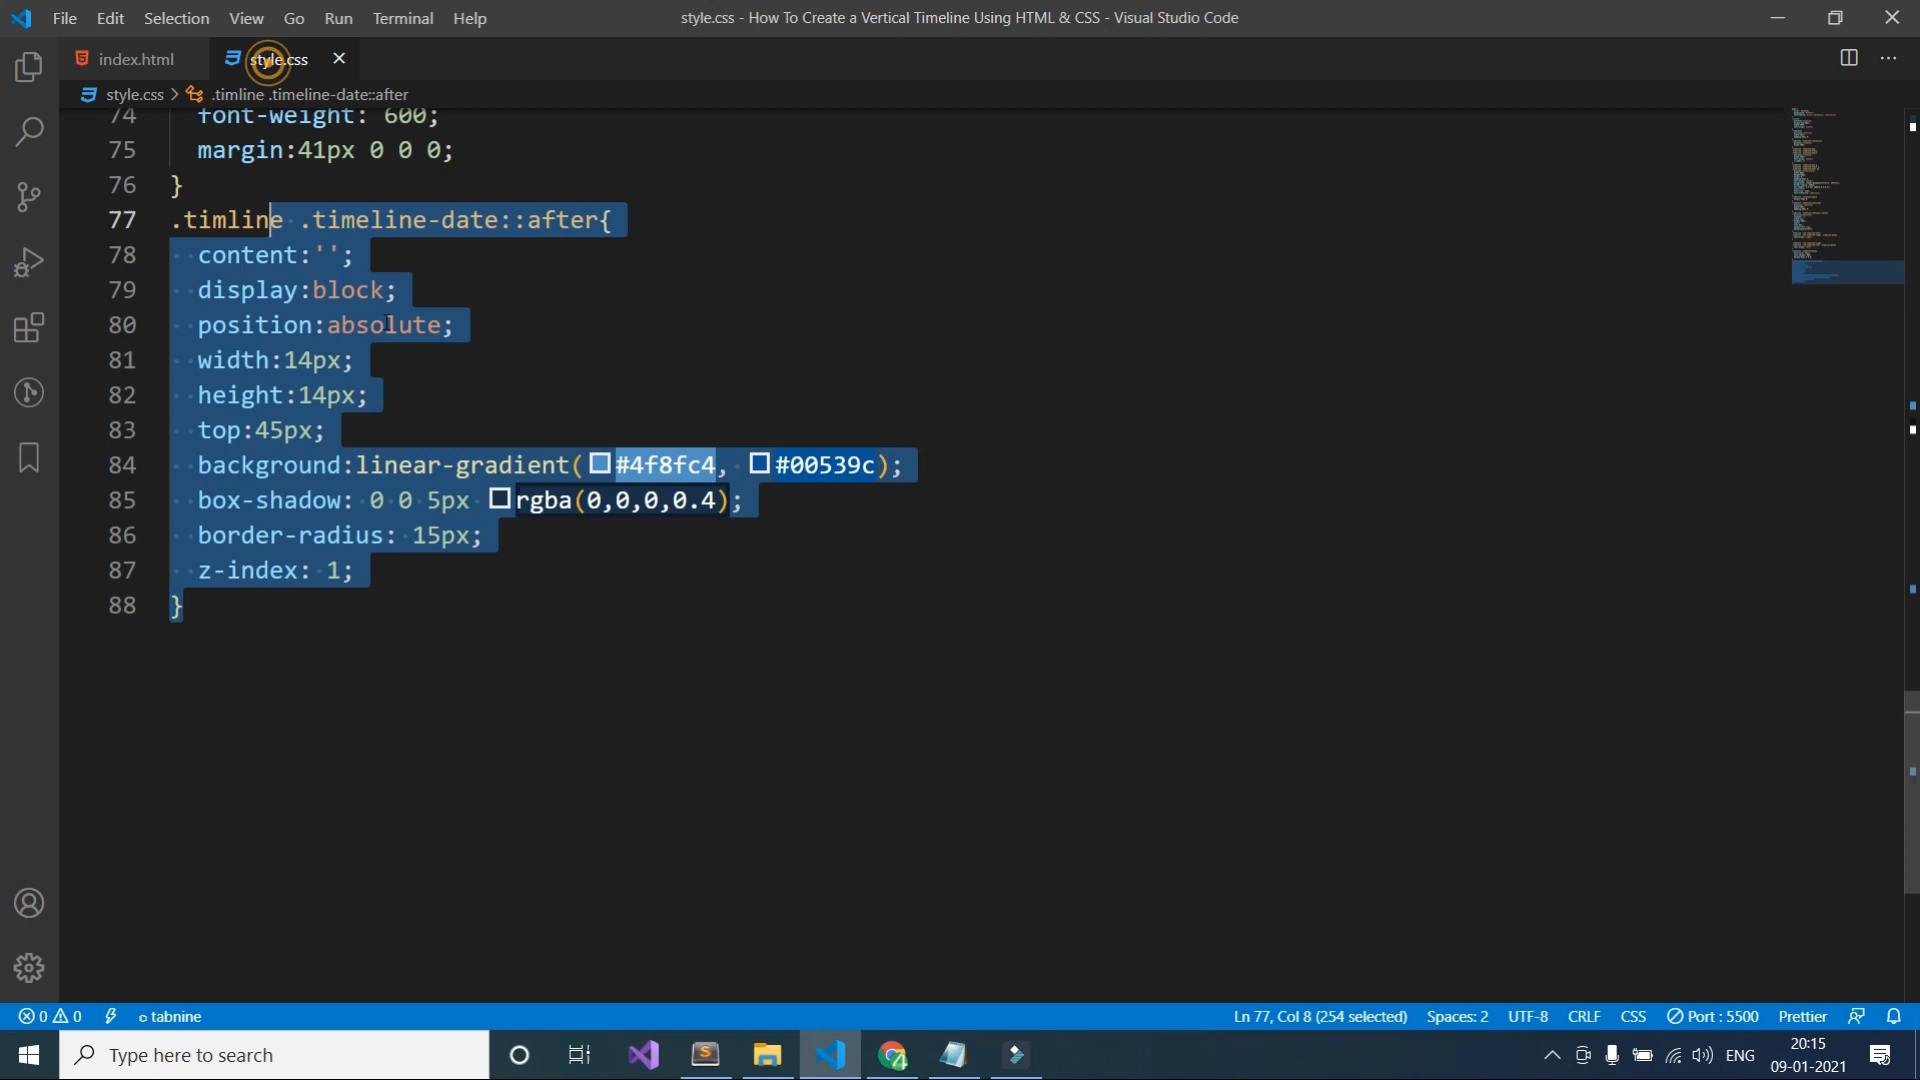 File Edit Selection View Go Run Terminal Help style.css - How To Create a Vertical Timeline Using HTML & CSS - Visual Studio Code
index.html style.css
style.css > .timline .timeline-date::after
74 font-weight: 600;
75 margin:41px 0 0 0;
76 }
77 .timline .timeline-date::after{
78 content:'';
79 display:block;
80 position:absolute;
81 width:14px;
82 height:14px;
83 top:45px;
84 background:linear-gradient(#4f8fc4, #00539c);
85 box-shadow: 0 0 5px rgba(0,0,0,0.4);
86 border-radius: 15px;
87 z-index: 1;
88 }
0 0 tabnine Ln 77, Col 8 (254 selected) Spaces: 2 UTF-8 CRLF CSS Port : 5500 Prettier
Type here to search ENG 20:15
09-01-2021